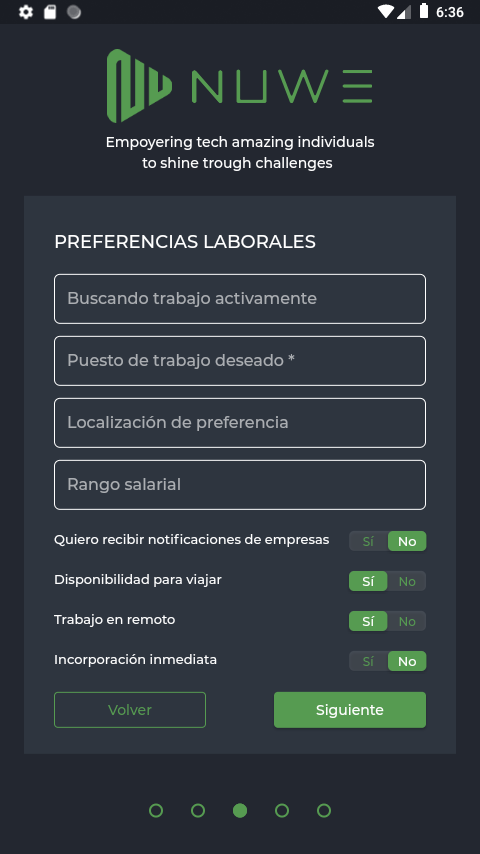 6:36
NUWE
Empoyering tech amazing individuals
to shine trough challenges
PREFERENCIAS LABORALES
Buscando trabajo activamente
Puesto de trabajo deseado *
Localización de preferencia
Rango salarial
Quiero recibir notificaciones de empresas Sí No
Disponibilidad para viajar Sí No
Trabajo en remoto Sí No
Incorporación inmediata Sí No
Volver Siguiente